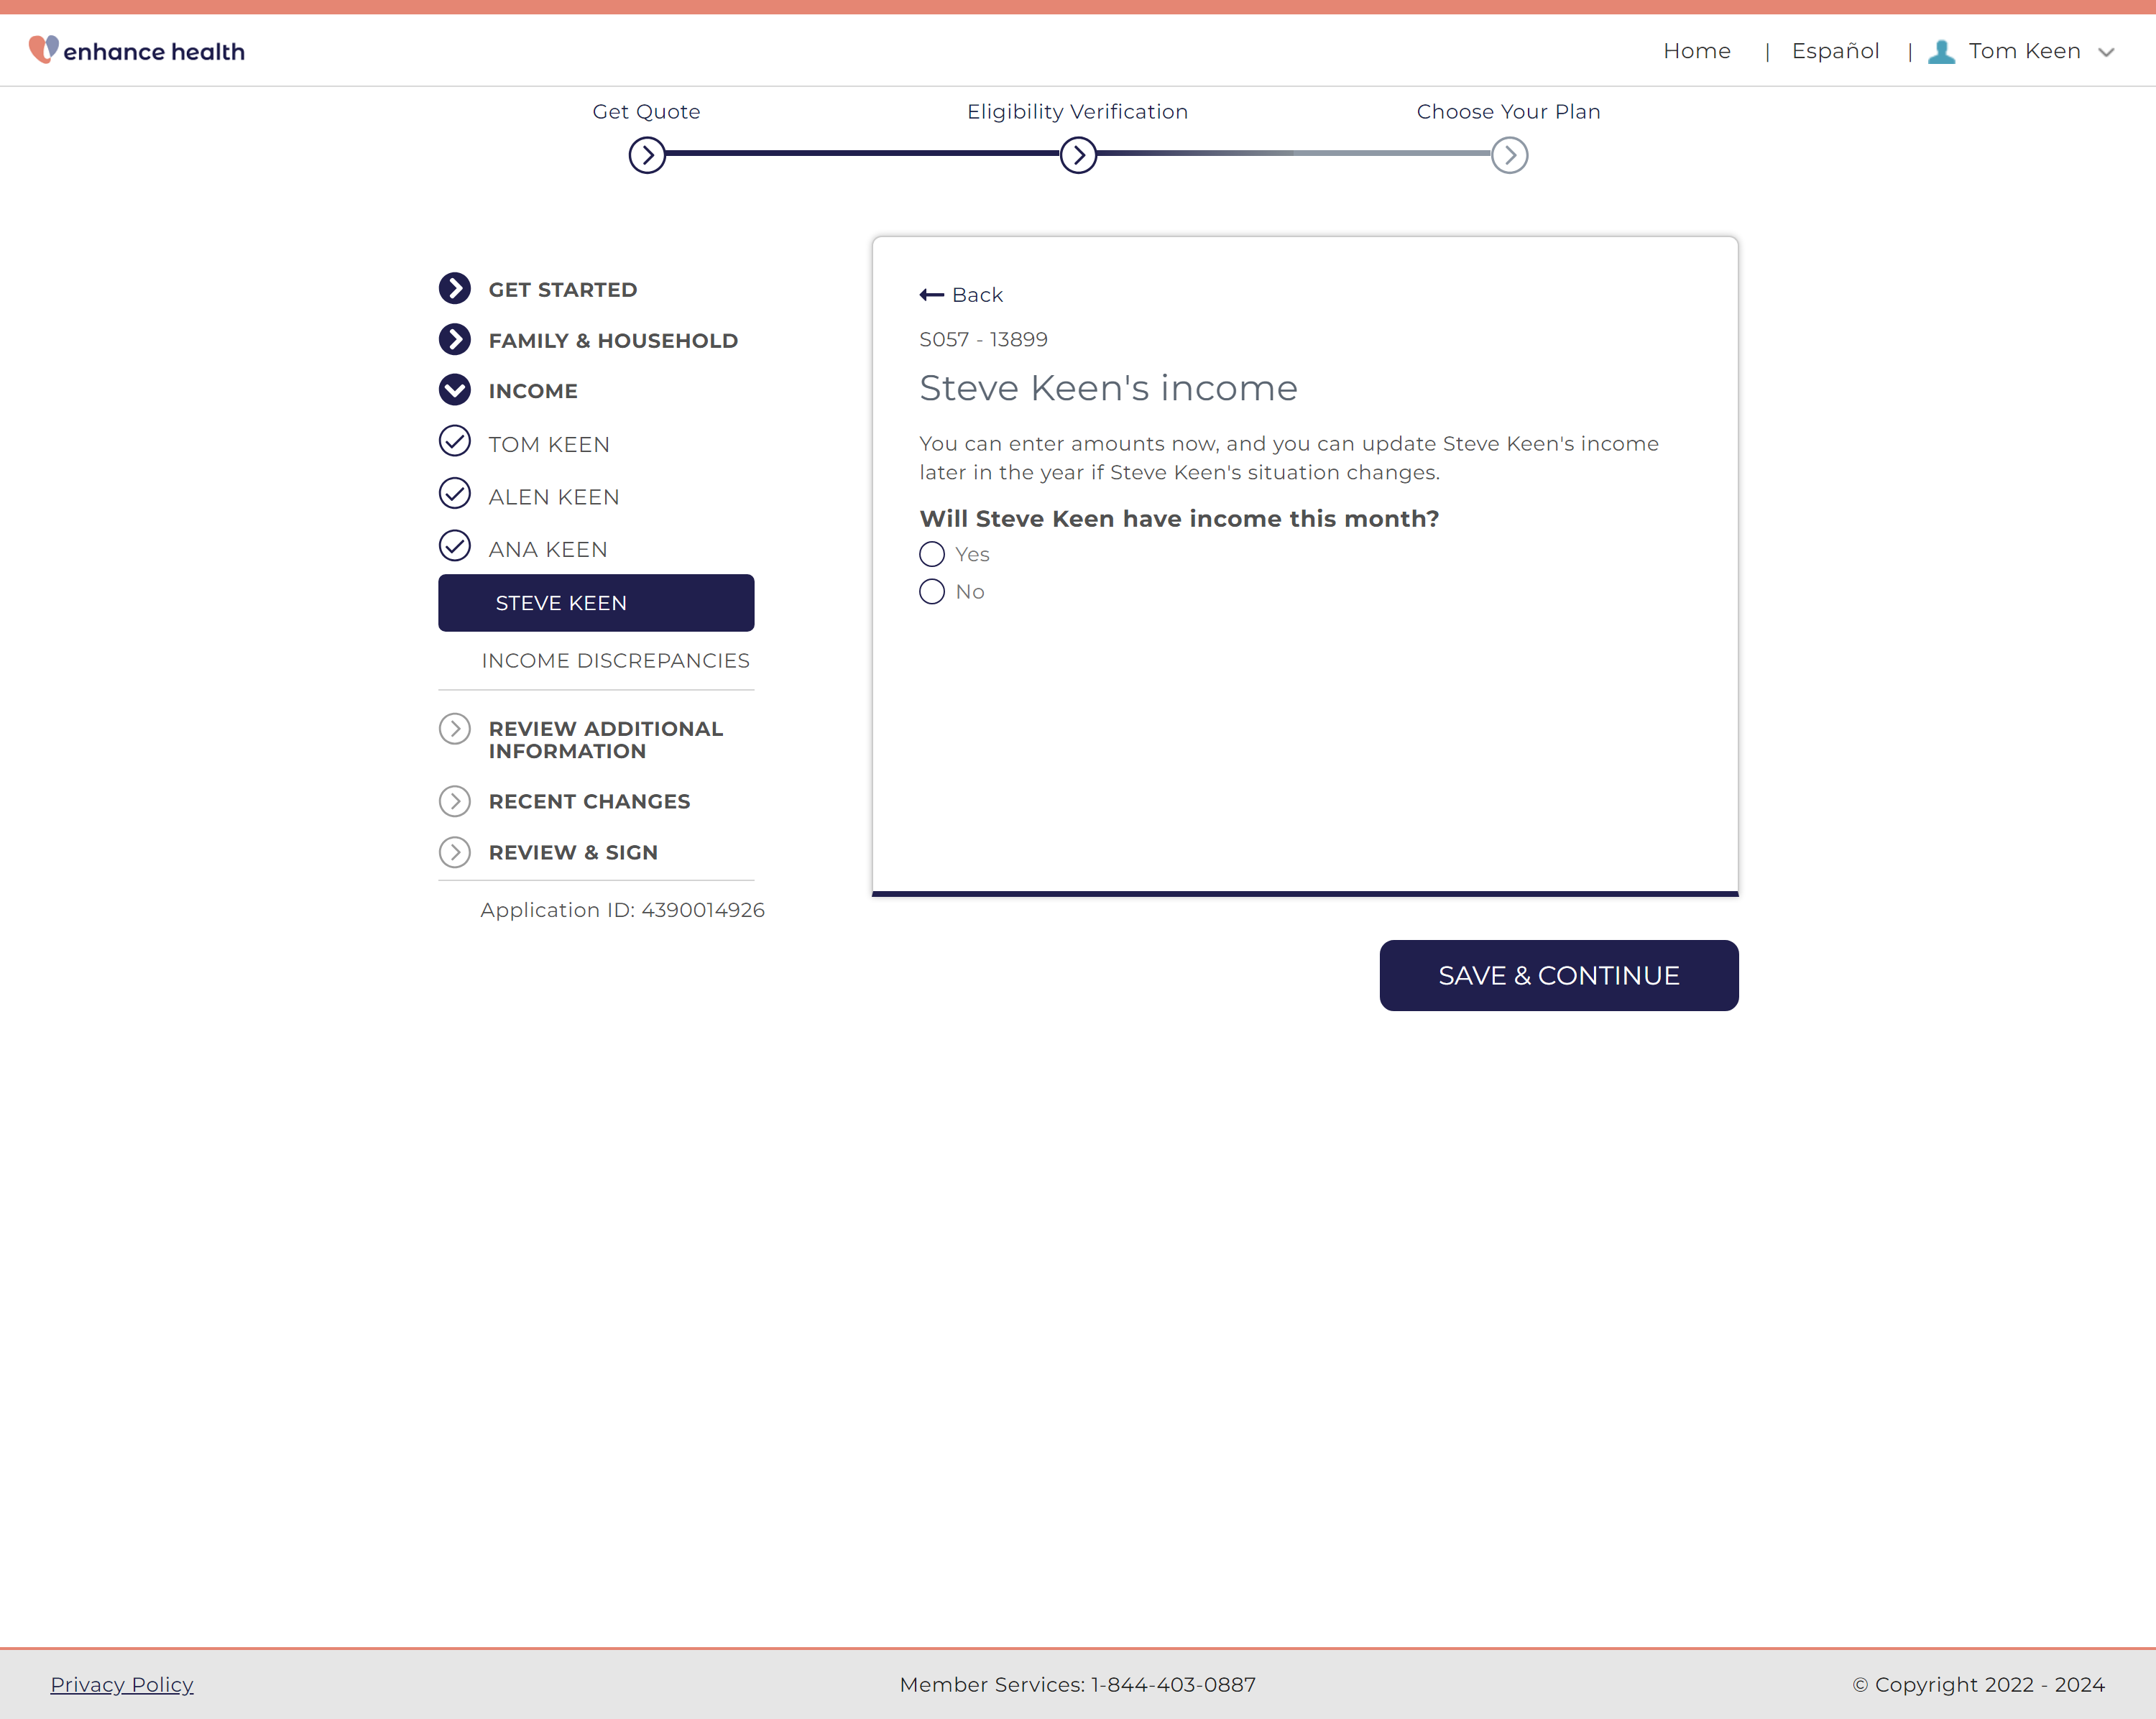 enhance health
Home | Español | Tom Keen
Get Quote
Eligibility Verification
Choose Your Plan
GET STARTED
FAMILY & HOUSEHOLD
INCOME
TOM KEEN
ALEN KEEN
ANA KEEN
STEVE KEEN
INCOME DISCREPANCIES
REVIEW ADDITIONAL
INFORMATION
RECENT CHANGES
REVIEW & SIGN
Application ID: 4390014926
Back
S057 - 13899
Steve Keen's income
You can enter amounts now, and you can update Steve Keen's income
later in the year if Steve Keen's situation changes.
Will Steve Keen have income this month?
Yes
No
SAVE & CONTINUE
Privacy Policy
Member Services: 1-844-403-0887
© Copyright 2022 - 2024